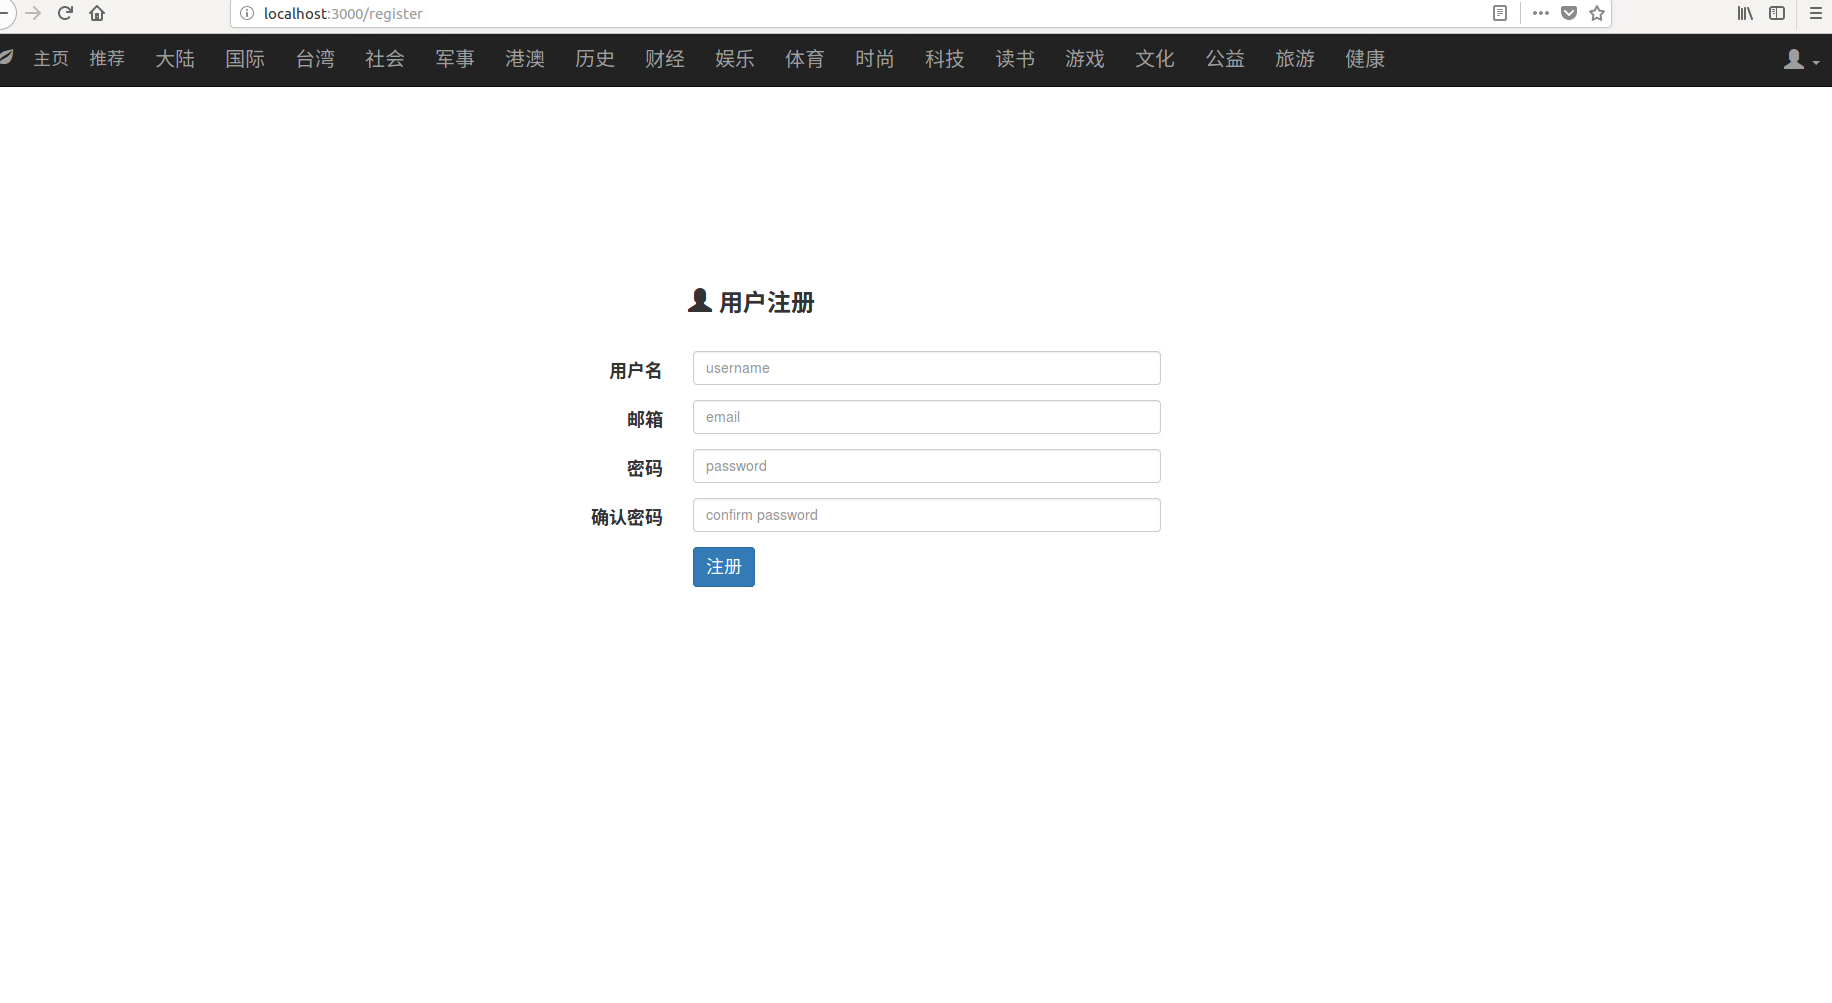 localhost:3000/register
主页 推荐 大陆 国际 台湾 社会 军事 港澳 历史 财经 娱乐 体育 时尚 科技 读书 游戏 文化 公益 旅游 健康
用户注册
用户名 username
邮箱 email
密码 password
确认密码 confirm password
注册